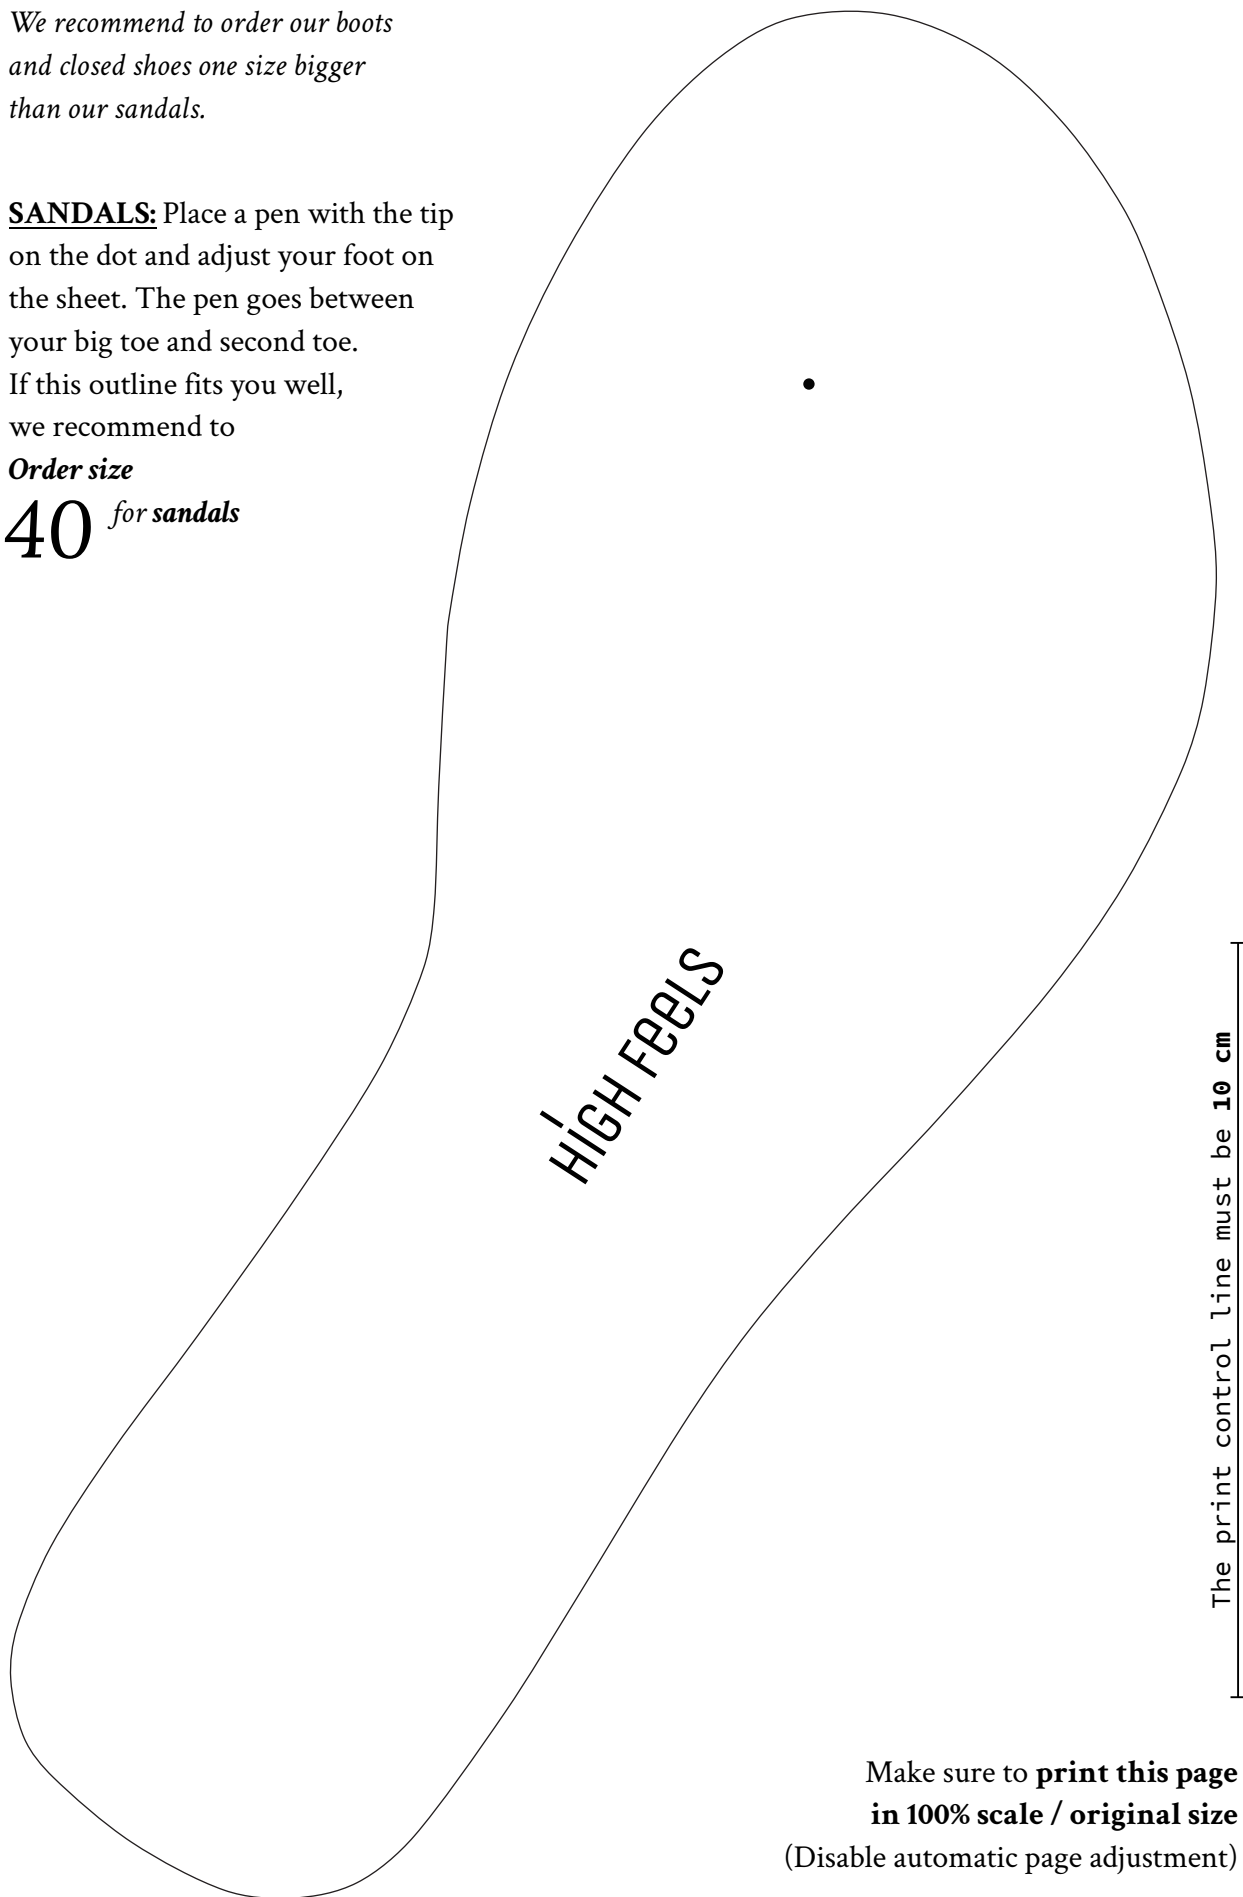 We recommend to order our boots
and closed shoes one size bigger
than our sandals.
SANDALS: Place a pen with the tip
on the dot and adjust your foot on
the sheet. The pen goes between
your big toe and second toe.
If this outline fits you well,
we recommend to
Order size
40 for sandals
HIGH FeeLS
The print control line must be 10 cm
Make sure to print this page
in 100% scale / original size
(Disable automatic page adjustment)